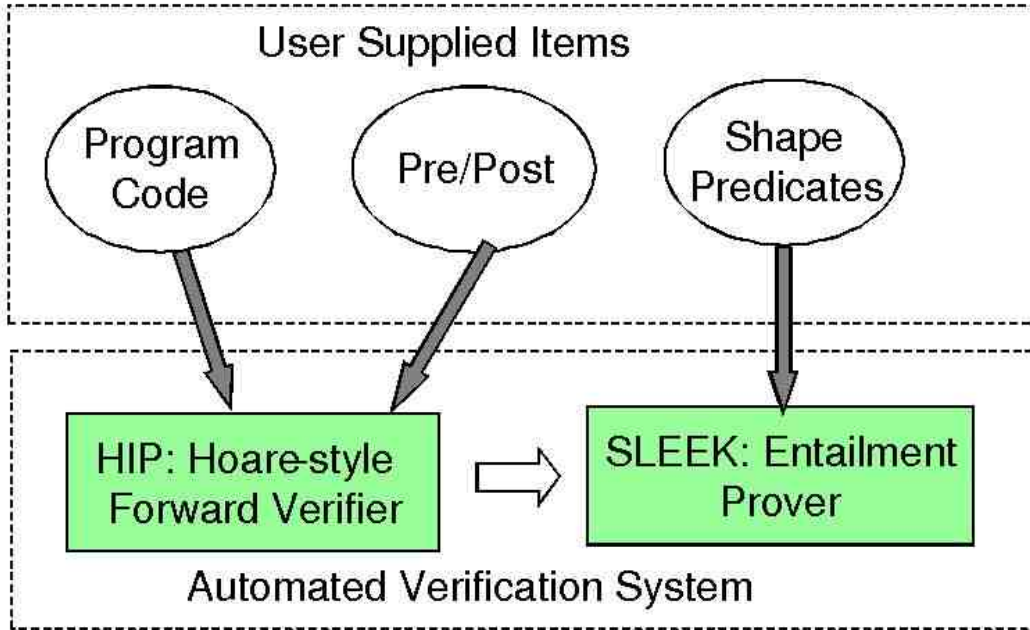 User Supplied Items
Program
Code
Pre/Post
Shape
Predicates
HIP: Hoare-style
Forward Verifier
SLEEK: Entailment
Prover
Automated Verification System